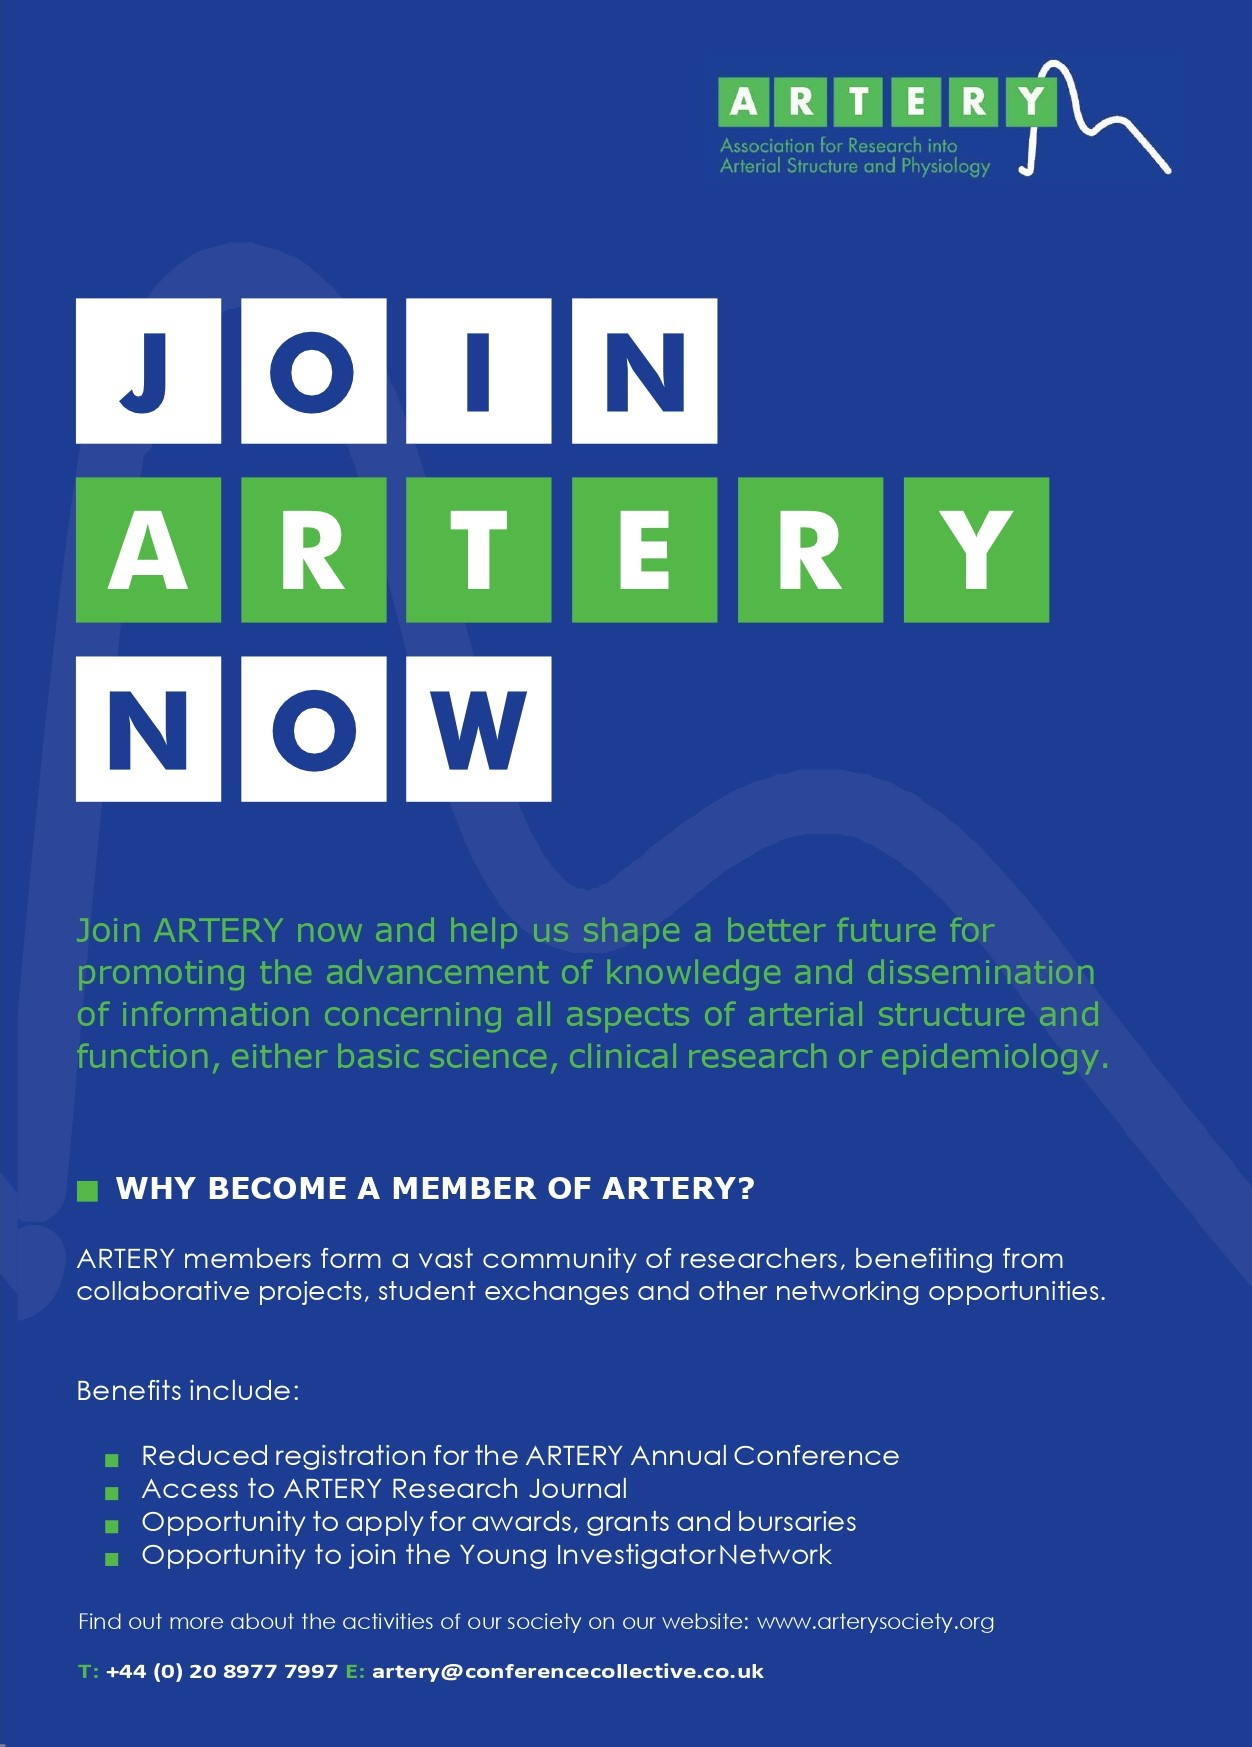 ARTERY
Association for Research into
Arterial Structure and Physiology
JOIN
ARTERY
NOW
Join ARTERY now and help us shape a better future for
promoting the advancement of knowledge and dissemination
of information concerning all aspects of arterial structure and
function, either basic science, clinical research or epidemiology.
WHY BECOME A MEMBER OF ARTERY?
ARTERY members form a vast community of researchers, benefiting from
collaborative projects, student exchanges and other networking opportunities.
Benefits include:
Reduced registration for the ARTERY Annual Conference
Access to ARTERY Research Journal
Opportunity to apply for awards, grants and bursaries
Opportunity to join the Young Investigator Network
Find out more about the activities of our society on our website: www.arterysociety.org
T: +44 (0) 20 8977 7997 E: artery@conferencecollective.co.uk